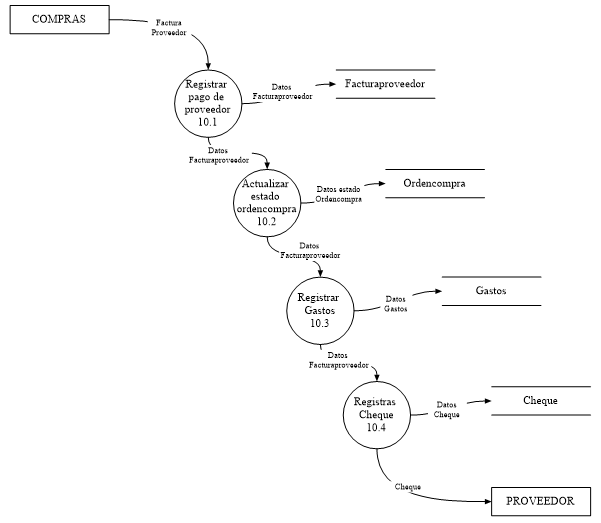 COMPRAS
Factura
Proveedor
Registrar
pago de
proveedor
10.1
Datos
Facturaproveedor
Facturaproveedor
Datos
Facturaproveedor
Actualizar
estado
ordencompra
10.2
Datos estado
Ordencompra
Ordencompra
Datos
Facturaproveedor
Registrar
Gastos
10.3
Datos
Gastos
Gastos
Datos
Facturaproveedor
Registras
Cheque
10.4
Datos
Cheque
Cheque
Cheque
PROVEEDOR